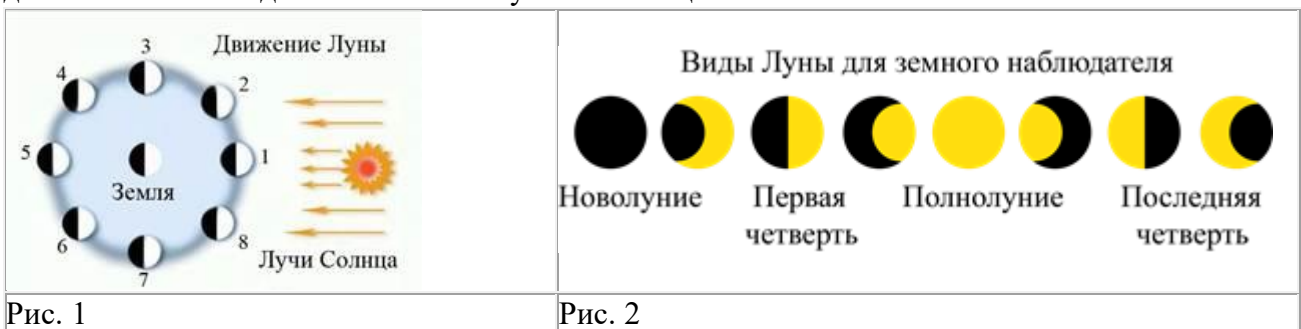 3
Движение Луны
4
2
5
1
Земля
6
8
Лучи Солнца
7
Виды Луны для земного наблюдателя
Новолуние Первая четверть Полнолуние Последняя четверть
Рис. 1
Рис. 2